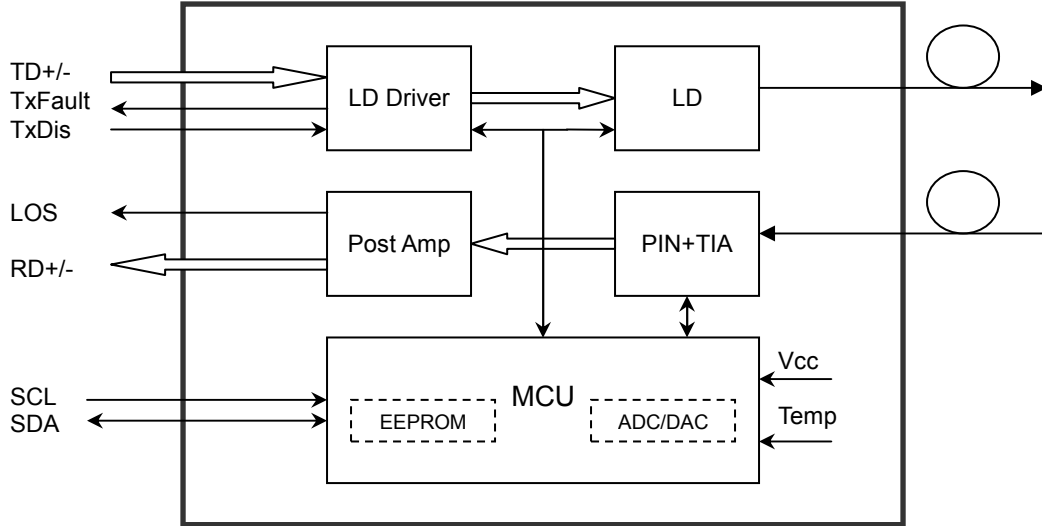 TD+/-
TxFault
TxDis
LD Driver
LD
LOS
RD+/-
Post Amp
PIN+TIA
SCL
SDA
MCU
EEPROM
ADC/DAC
Vcc
Temp